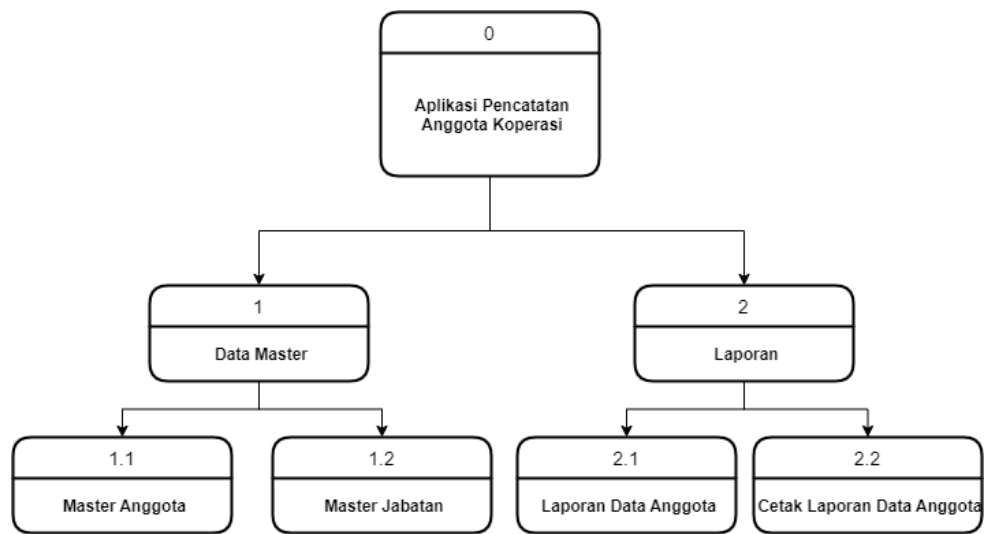 0
Aplikasi Pencatatan
Anggota Koperasi
1
Data Master
2
Laporan
1.1
Master Anggota
1.2
Master Jabatan
2.1
Laporan Data Anggota
2.2
Cetak Laporan Data Anggota